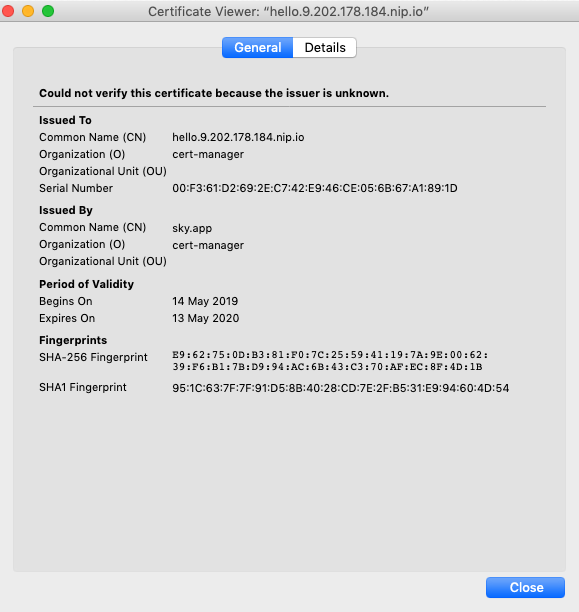 Certificate Viewer: “hello.9.202.178.184.nip.io”
General Details
Could not verify this certificate because the issuer is unknown.
Issued To
Common Name (CN) hello.9.202.178.184.nip.io
Organization (O) cert-manager
Organizational Unit (OU)
Serial Number 00:F3:61:D2:69:2E:C7:42:E9:46:CE:05:6B:67:A1:89:1D
Issued By
Common Name (CN) sky.app
Organization (O) cert-manager
Organizational Unit (OU)
Period of Validity
Begins On 14 May 2019
Expires On 13 May 2020
Fingerprints
SHA-256 Fingerprint E9:62:75:0D:B3:81:F0:7C:25:59:41:19:7A:9E:00:62:
39:F6:B1:7B:D9:94:AC:6B:43:C3:70:AF:EC:8F:4D:1B
SHA1 Fingerprint 95:1C:63:7F:7F:91:D5:8B:40:28:CD:7E:2F:B5:31:E9:94:60:4D:54
Close